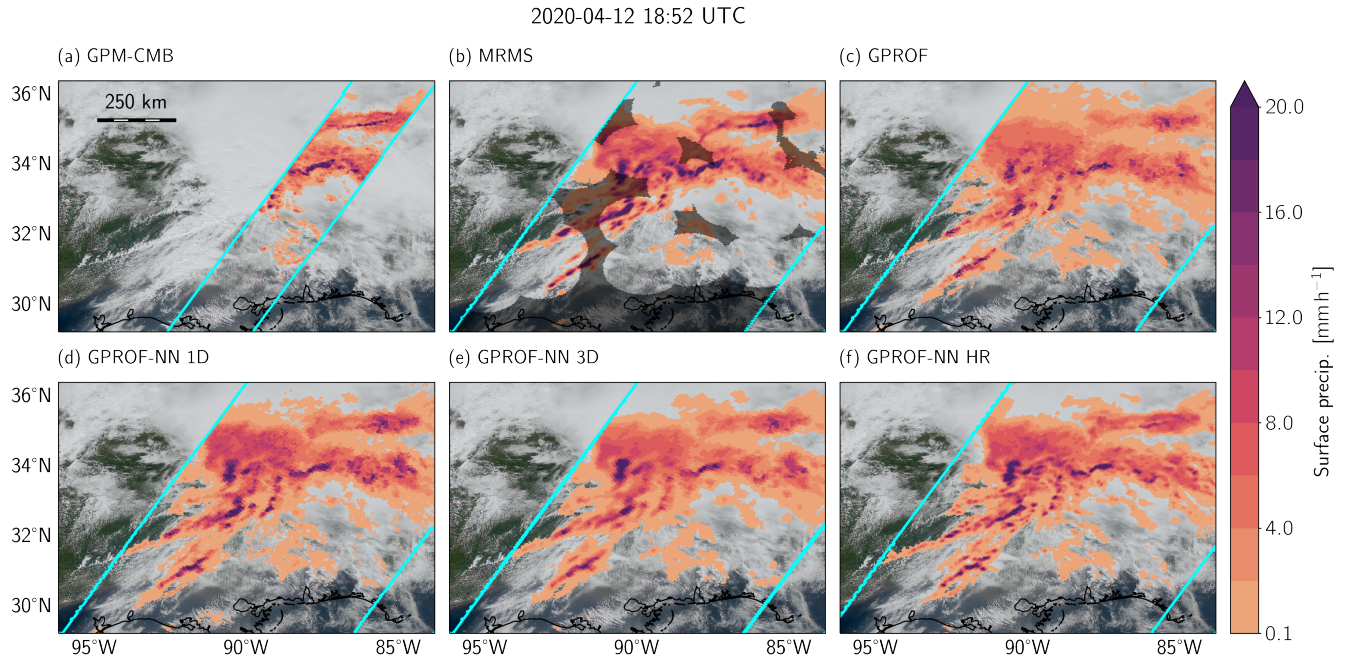 2020-04-12 18:52 UTC
(a) GPM-CMB
(b) MRMS
(c) GPROF
250 km
36°N
34°N
32°N
30°N
(d) GPROF-NN 1D
(e) GPROF-NN 3D
(f) GPROF-NN HR
36°N
34°N
32°N
30°N
95°W 90°W 85°W
95°W 90°W 85°W
95°W 90°W 85°W
20.0
16.0
12.0
8.0
4.0
0.1
Surface precip. [mm h⁻¹]